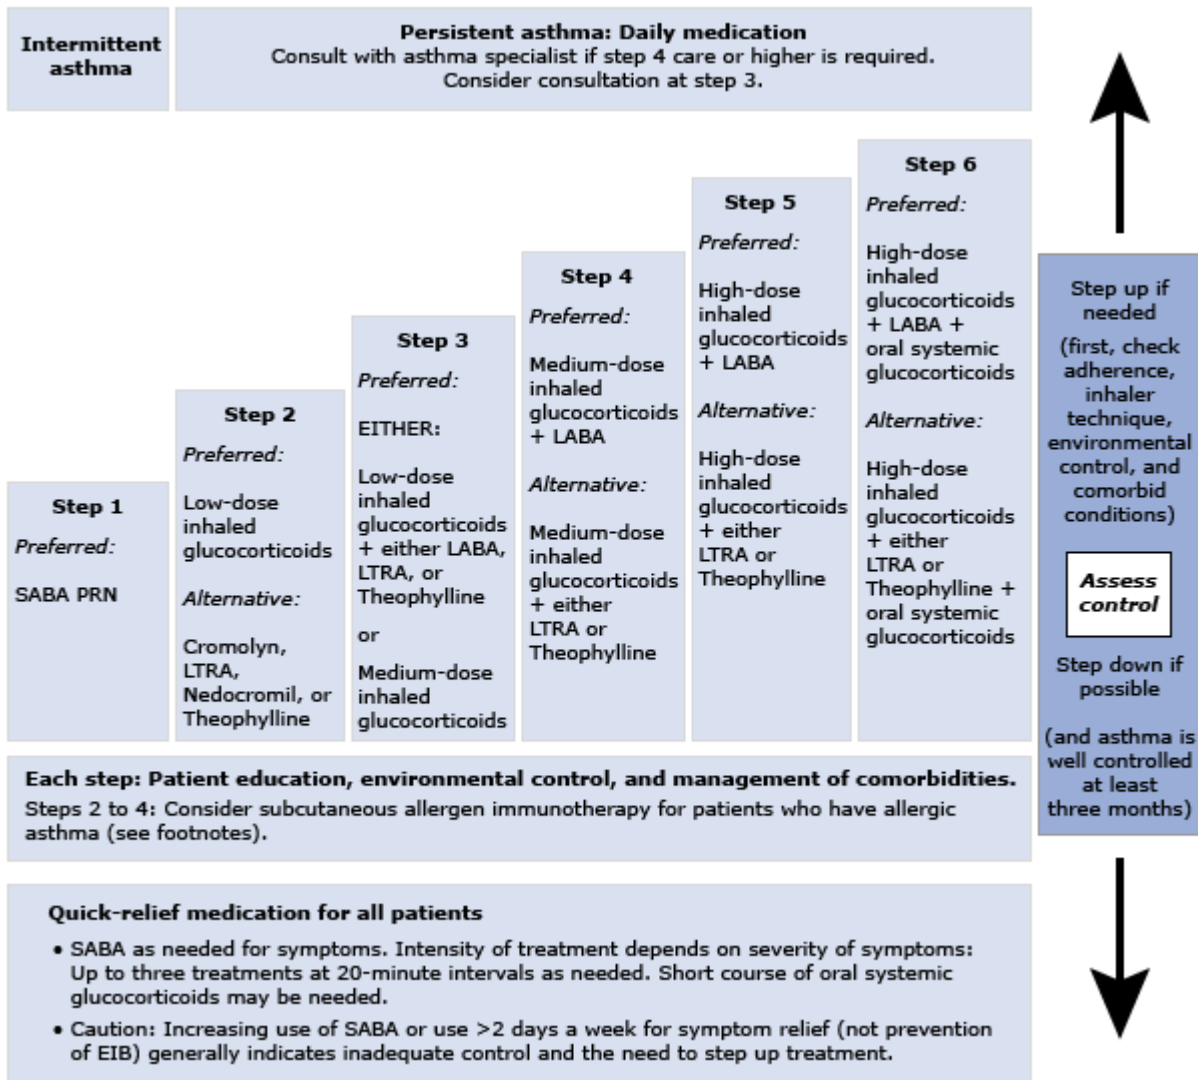 Intermittent
asthma
Persistent asthma: Daily medication
Consult with asthma specialist if step 4 care or higher is required.
Consider consultation at step 3.
Step 1
Preferred:
SABA PRN
Step 2
Preferred:
Low-dose
inhaled
glucocorticoids
Alternative:
Cromolyn,
LTRA,
Nedocromil, or
Theophylline
Step 3
Preferred:
EITHER:
Low-dose
inhaled
glucocorticoids
+ either LABA,
LTRA, or
Theophylline
or
Medium-dose
inhaled
glucocorticoids
Step 4
Preferred:
Medium-dose
inhaled
glucocorticoids
+ LABA
Alternative:
Medium-dose
inhaled
glucocorticoids
+ either
LTRA or
Theophylline
Step 5
Preferred:
High-dose
inhaled
glucocorticoids
+ LABA
Alternative:
High-dose
inhaled
glucocorticoids
+ either
LTRA or
Theophylline
Step 6
Preferred:
High-dose
inhaled
glucocorticoids
+ LABA +
oral systemic
glucocorticoids
Alternative:
High-dose
inhaled
glucocorticoids
+ either
LTRA or
Theophylline +
oral systemic
glucocorticoids
Step up if
needed
(first, check
adherence,
inhaler
technique,
environmental
control, and
comorbid
conditions)
Assess
control
Step down if
possible
(and asthma is
well controlled
at least
three months)
Each step: Patient education, environmental control, and management of comorbidities.
Steps 2 to 4: Consider subcutaneous allergen immunotherapy for patients who have allergic
asthma (see footnotes).
Quick-relief medication for all patients
• SABA as needed for symptoms. Intensity of treatment depends on severity of symptoms:
Up to three treatments at 20-minute intervals as needed. Short course of oral systemic
glucocorticoids may be needed.
• Caution: Increasing use of SABA or use >2 days a week for symptom relief (not prevention
of EIB) generally indicates inadequate control and the need to step up treatment.